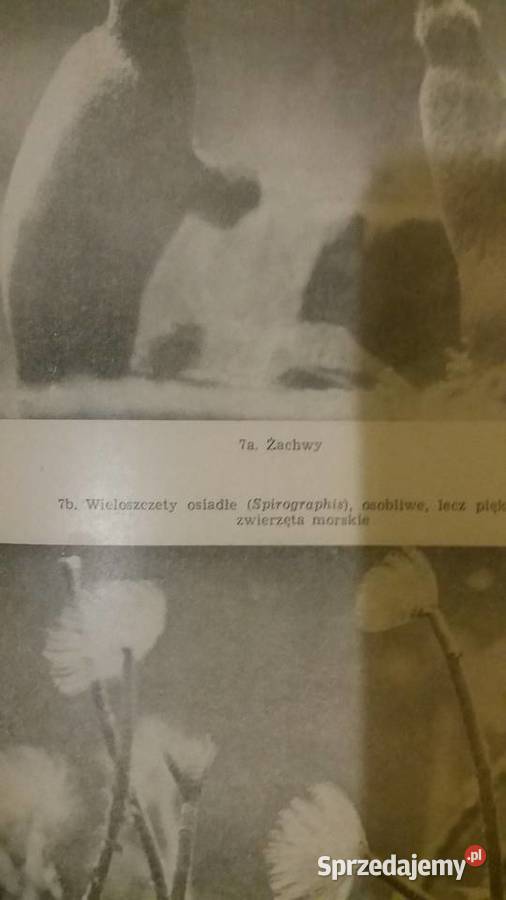 7a. Żachwy
7b. Wieloszczety osiadłe (Spirographis), osobliwe, lecz pięk
zwierzęta morskie
Sprzedajemy.pl